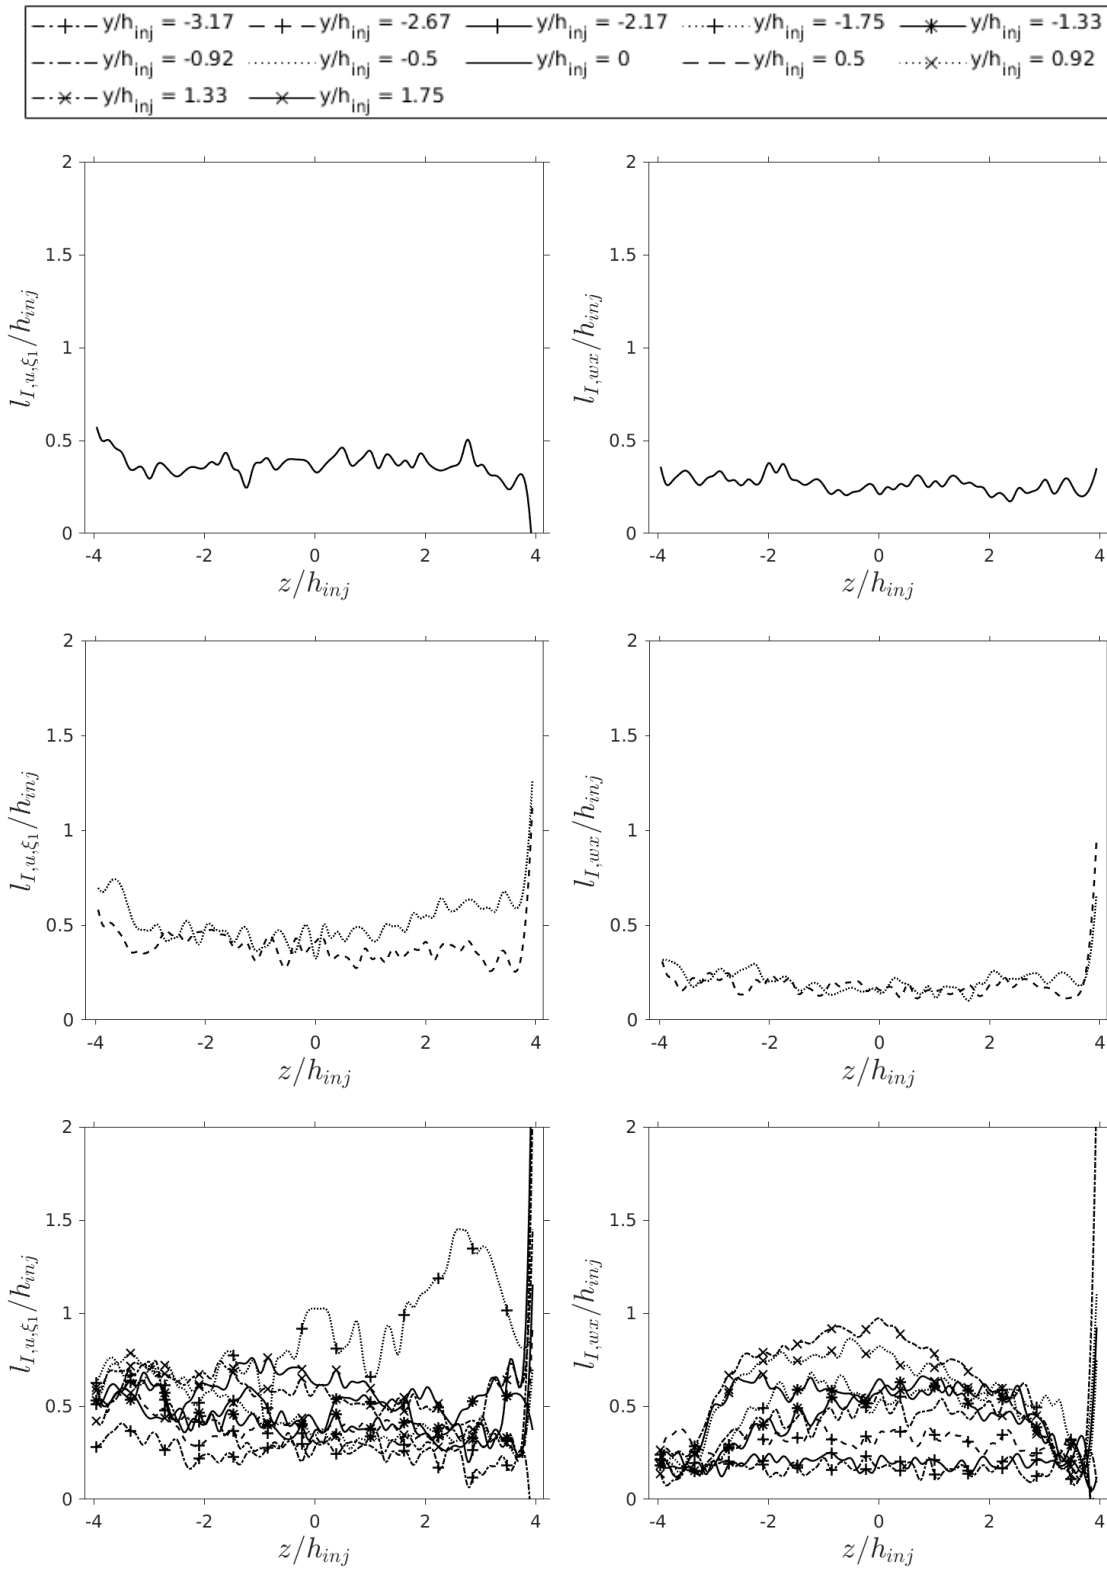 y/h_inj = -3.17 y/h_inj = -2.67 y/h_inj = -2.17 y/h_inj = -1.75 y/h_inj = -1.33
y/h_inj = -0.92 y/h_inj = -0.5 y/h_inj = 0 y/h_inj = 0.5 y/h_inj = 0.92
y/h_inj = 1.33 y/h_inj = 1.75
l_{I,u,ξ1}/h_inj
2
1.5
1
0.5
0
-4 -2 0 2 4
z/h_inj
l_{I,wx}/h_inj
2
1.5
1
0.5
0
-4 -2 0 2 4
z/h_inj
l_{I,u,ξ1}/h_inj
2
1.5
1
0.5
0
-4 -2 0 2 4
z/h_inj
l_{I,wx}/h_inj
2
1.5
1
0.5
0
-4 -2 0 2 4
z/h_inj
l_{I,u,ξ1}/h_inj
2
1.5
1
0.5
0
-4 -2 0 2 4
z/h_inj
l_{I,wx}/h_inj
2
1.5
1
0.5
0
-4 -2 0 2 4
z/h_inj